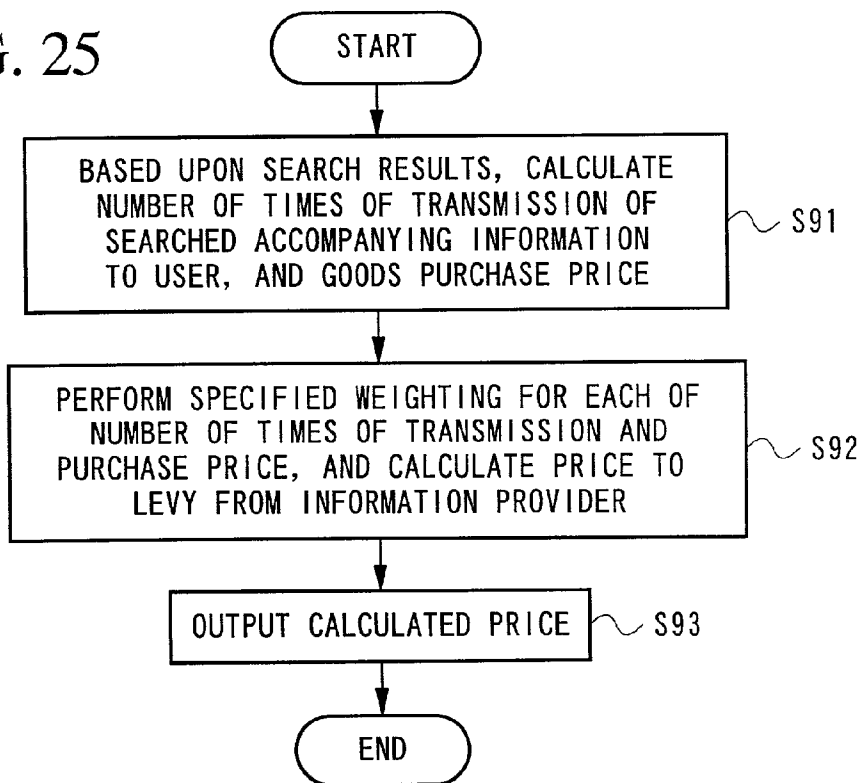 G. 25
START
BASED UPON SEARCH RESULTS, CALCULATE
NUMBER OF TIMES OF TRANSMISSION OF
SEARCHED ACCOMPANYING INFORMATION
TO USER, AND GOODS PURCHASE PRICE
S91
PERFORM SPECIFIED WEIGHTING FOR EACH OF
NUMBER OF TIMES OF TRANSMISSION AND
PURCHASE PRICE, AND CALCULATE PRICE TO
LEVY FROM INFORMATION PROVIDER
S92
OUTPUT CALCULATED PRICE
S93
END